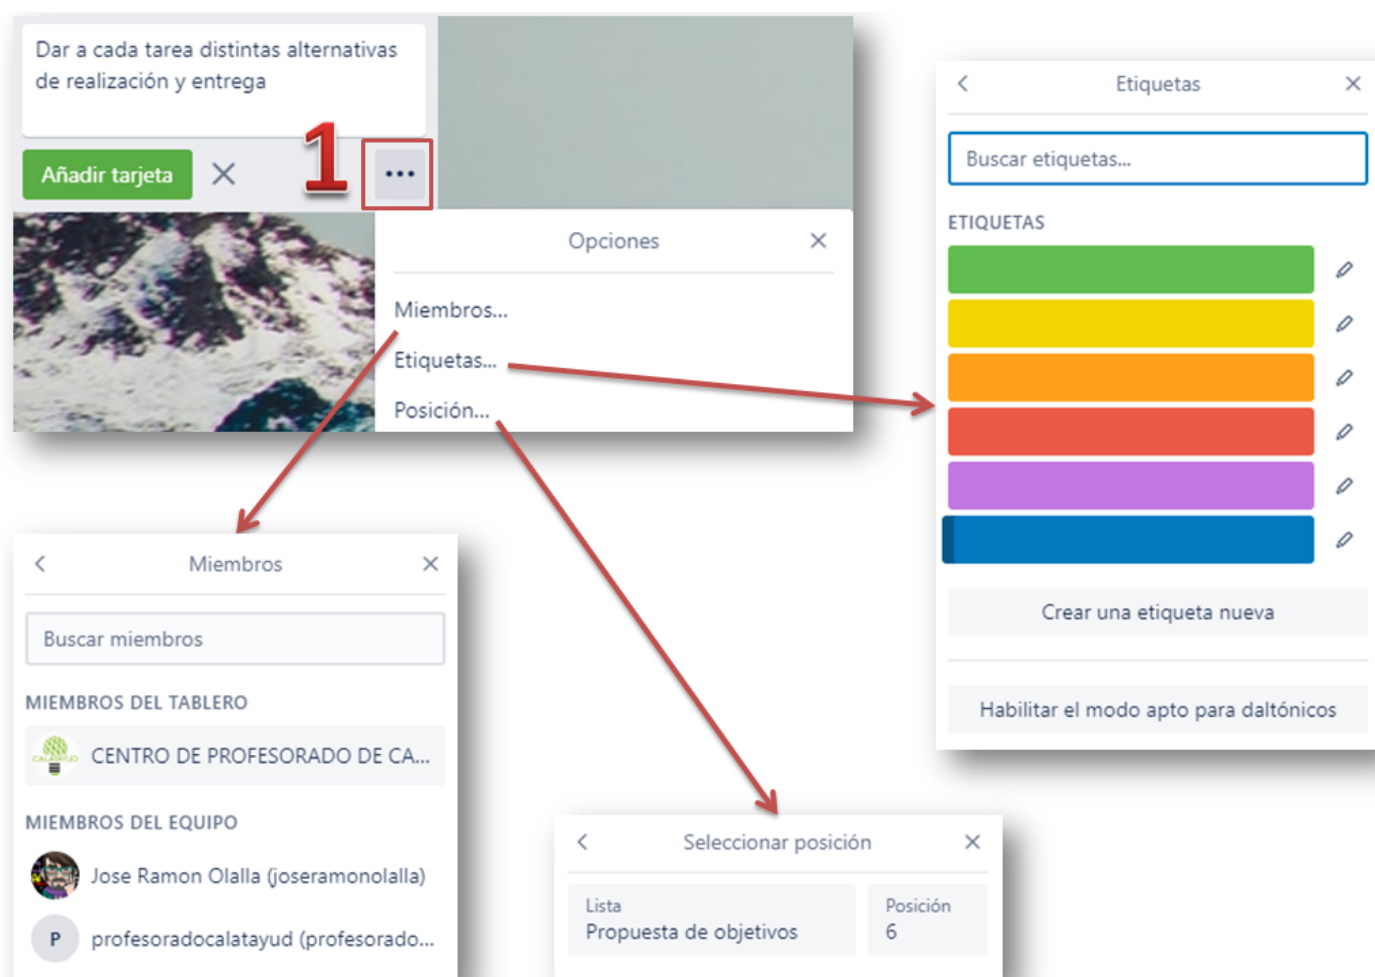 Dar a cada tarea distintas alternativas
de realización y entrega
Añadir tarjeta
1
Opciones
Miembros...
Etiquetas...
Posición...
Etiquetas
Buscar etiquetas...
ETIQUETAS
Crear una etiqueta nueva
Habilitar el modo apto para daltónicos
Miembros
Buscar miembros
MIEMBROS DEL TABLERO
CALATAYUD
CENTRO DE PROFESORADO DE CA...
MIEMBROS DEL EQUIPO
Jose Ramon Olalla (joseramonolalla)
P profesoradocalatayud (profesorado...
Seleccionar posición
Lista
Propuesta de objetivos
Posición
6